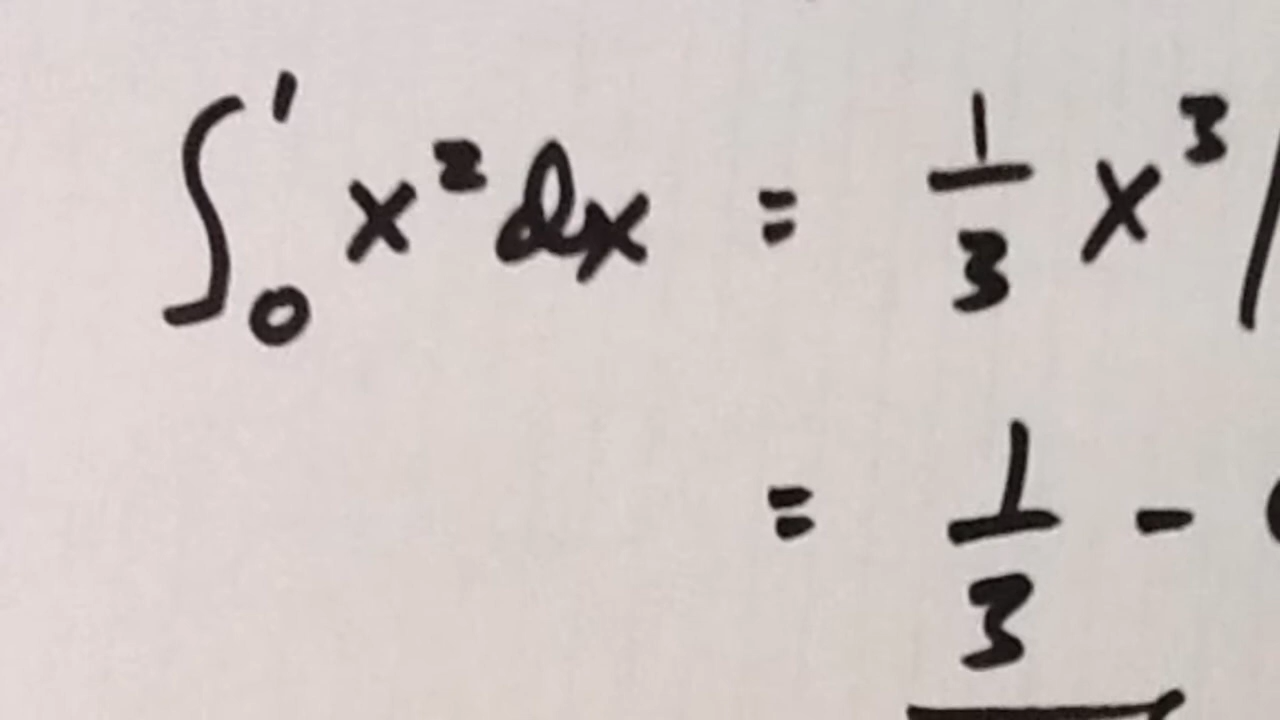 ∫₀¹ x² dx = 1/3 x³ |
= 1/3 -